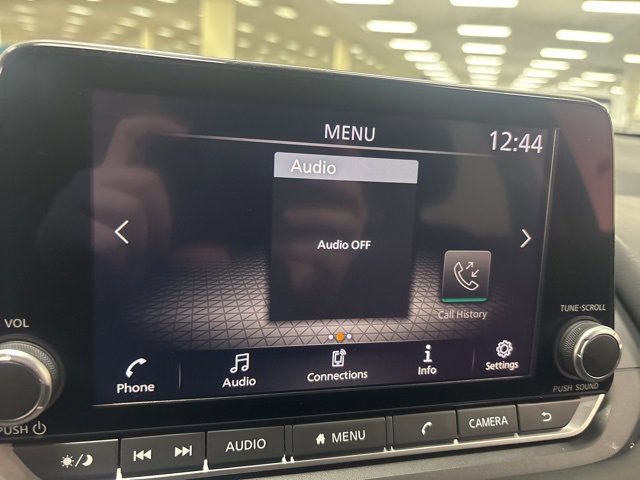 MENU
12:44
Audio
Audio OFF
Call History
Phone
Audio
Connections
Info
Settings
VOL
PUSH
TUNE·SCROLL
PUSH SOUND
AUDIO
MENU
CAMERA